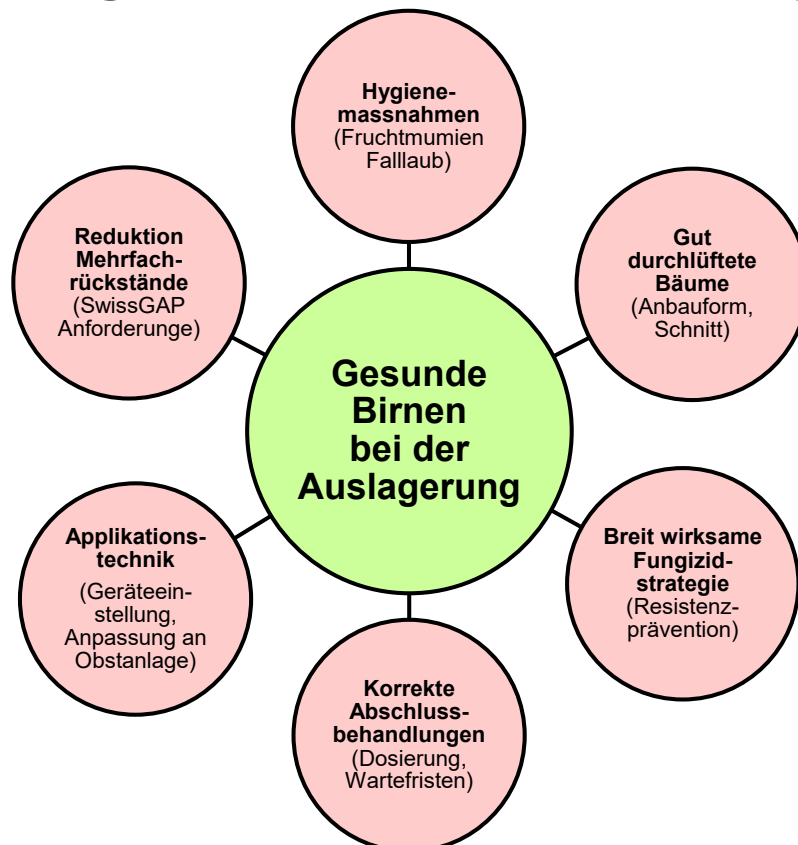 Hygiene-
massnahmen
(Fruchtmumien
Falllaub)
Reduktion
Mehrfach-
rückstände
(SwissGAP
Anforderunge)
Gut
durchlüftete
Bäume
(Anbauform,
Schnitt)
Gesunde
Birnen
bei der
Auslagerung
Applikations-
technik
(Geräteein-
stellung,
Anpassung an
Obstanlage)
Breit wirksame
Fungizid-
strategie
(Resistenz-
prävention)
Korrekte
Abschluss-
behandlungen
(Dosierung,
Wartefristen)